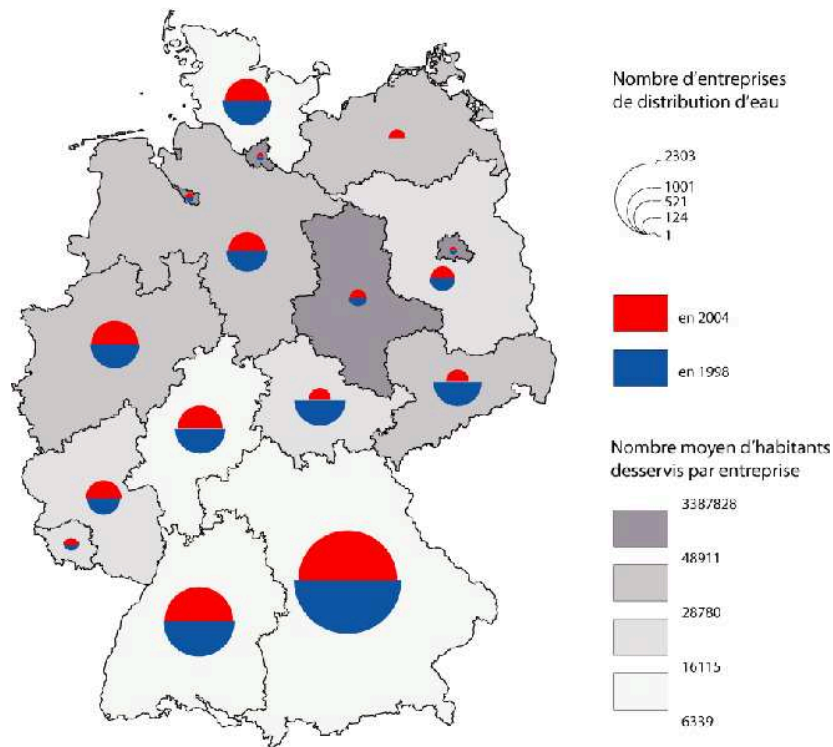 Nombre d'entreprises
de distribution d'eau
2303
1001
521
124
1
en 2004
en 1998
Nombre moyen d'habitants
desservis par entreprise
3387828
48911
28780
16115
6339